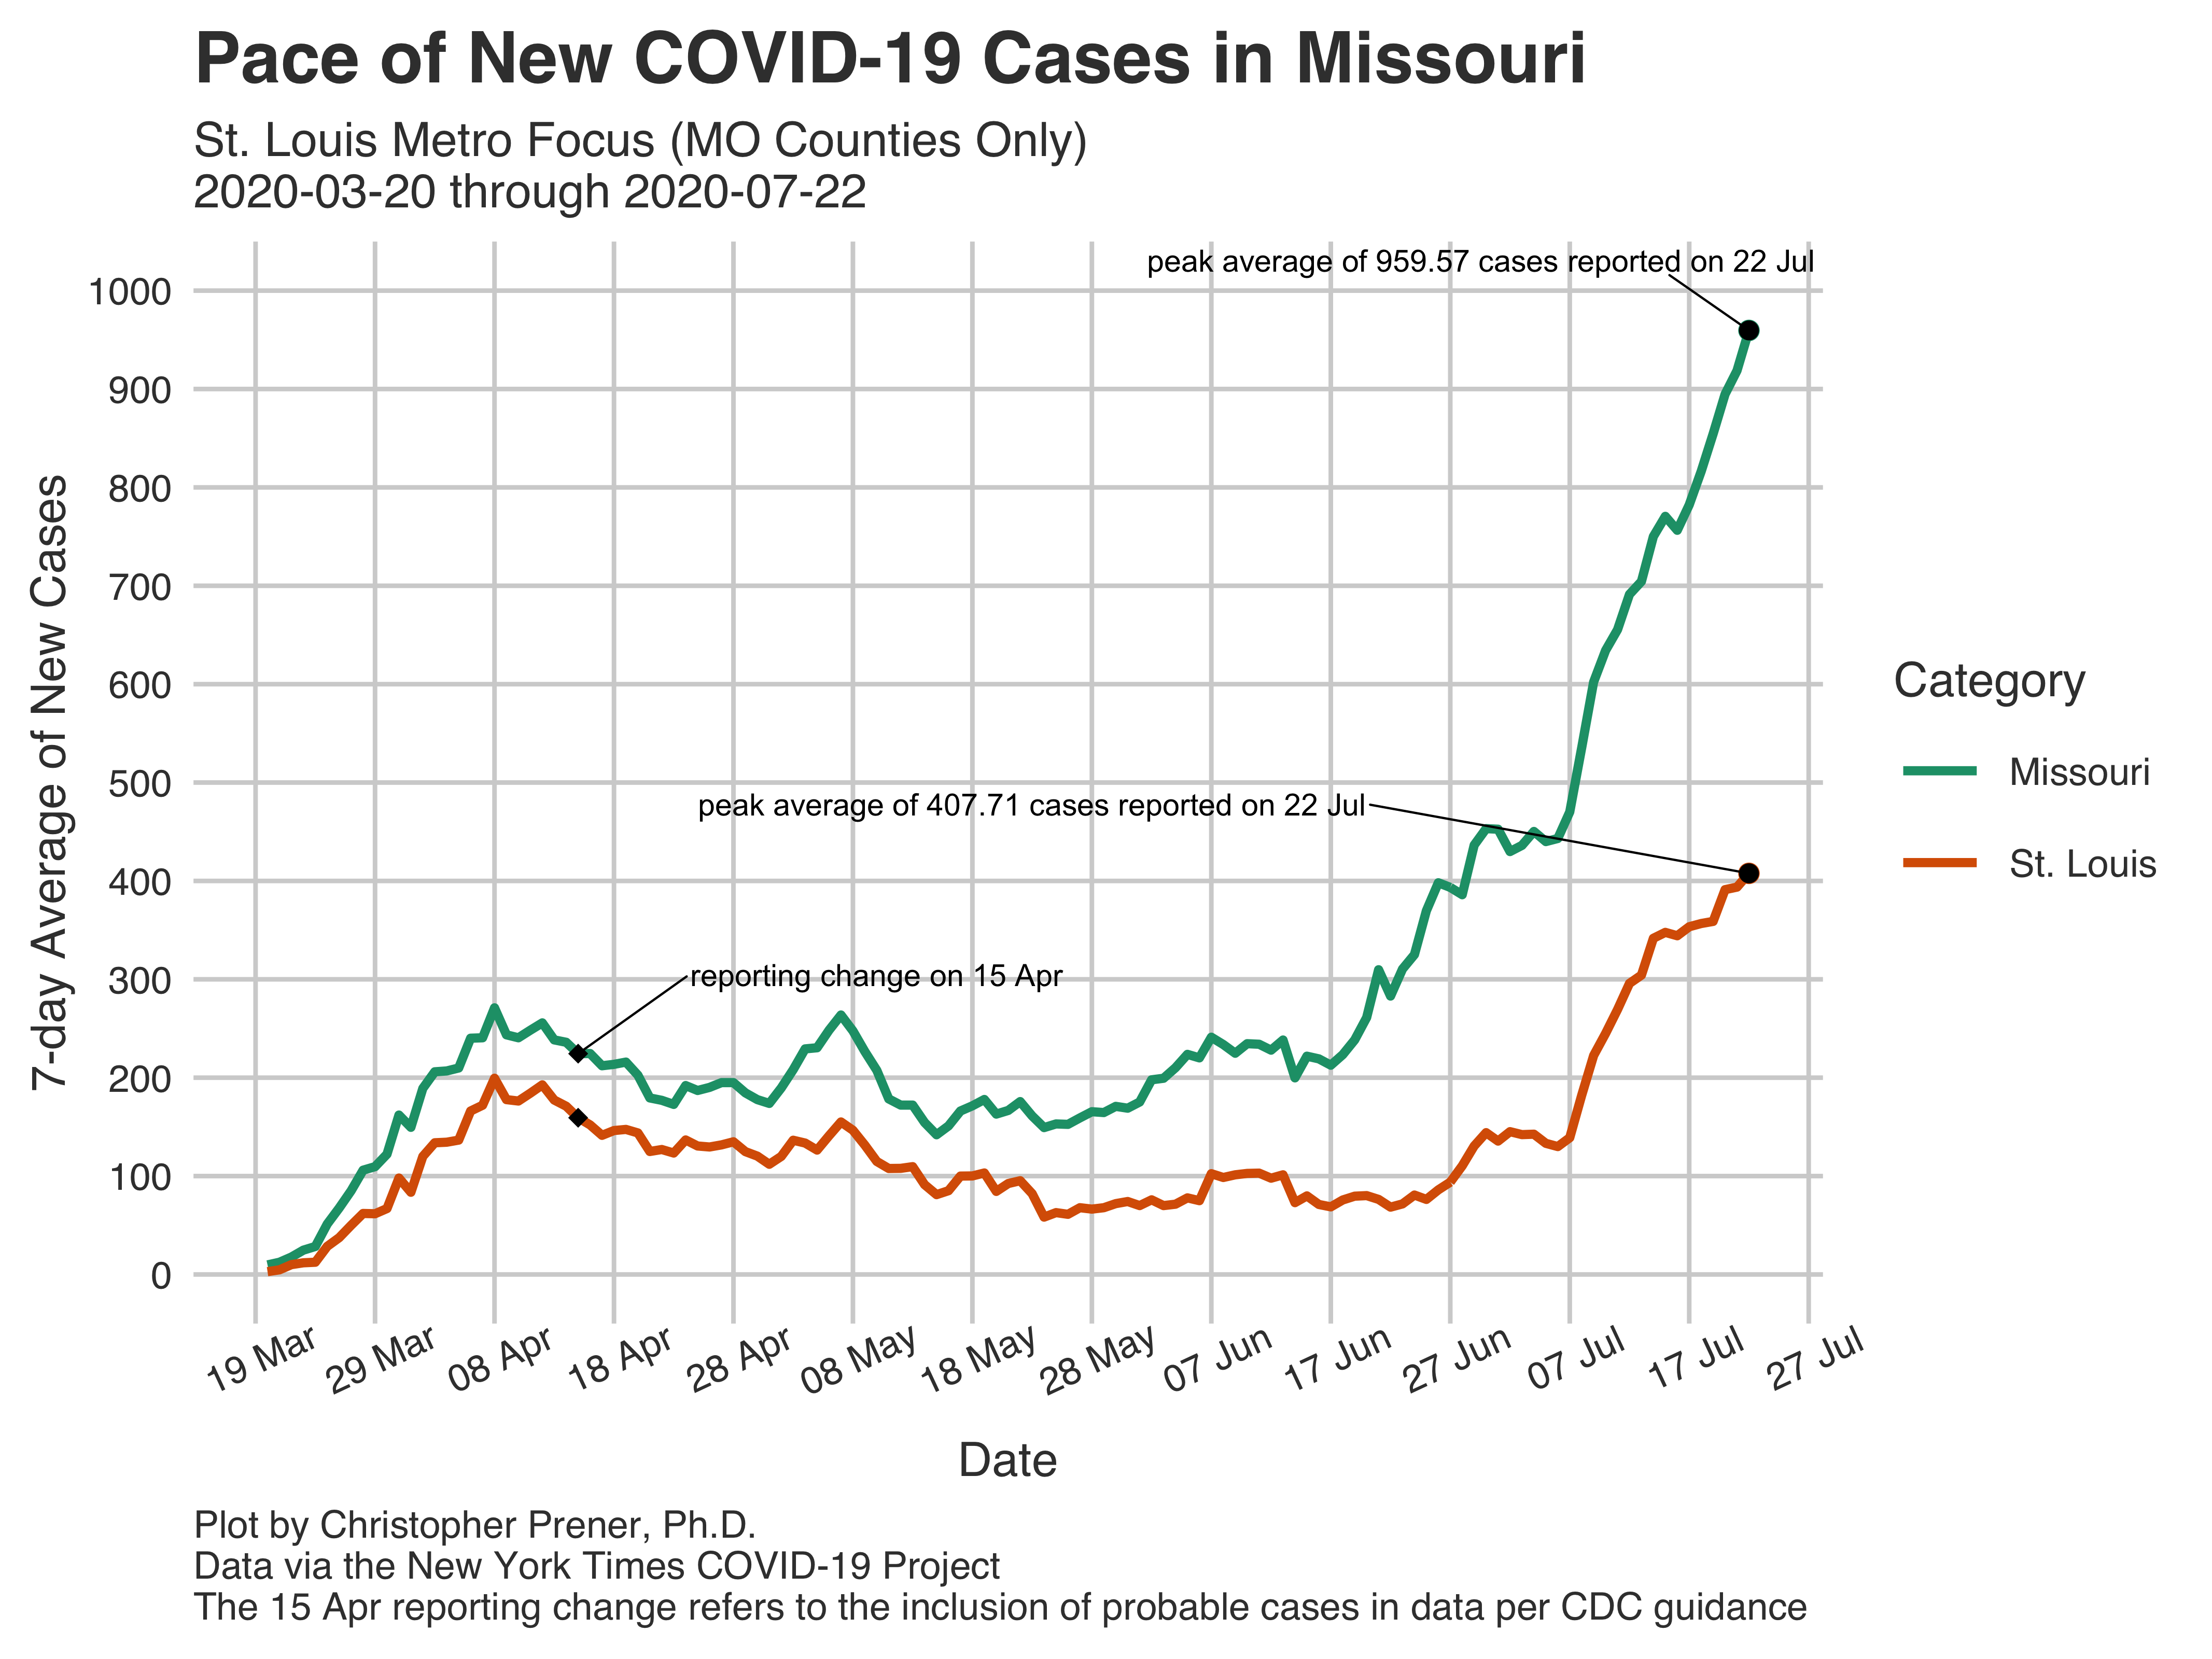 Pace of New COVID-19 Cases in Missouri
St. Louis Metro Focus (MO Counties Only)
2020-03-20 through 2020-07-22
peak average of 959.57 cases reported on 22 Jul
1000
900
800
700
600
500
400
300
200
100
0
7-day Average of New Cases
peak average of 407.71 cases reported on 22 Jul
reporting change on 15 Apr
Category
Missouri
St. Louis
19 Mar
29 Mar
08 Apr
18 Apr
28 Apr
08 May
18 May
28 May
07 Jun
17 Jun
27 Jun
07 Jul
17 Jul
27 Jul
Date
Plot by Christopher Prener, Ph.D.
Data via the New York Times COVID-19 Project
The 15 Apr reporting change refers to the inclusion of probable cases in data per CDC guidance